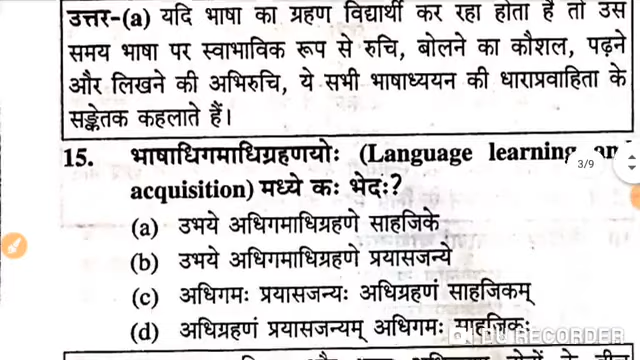 उत्तर-(a) यदि भाषा का ग्रहण विद्यार्थी कर रहा होता है तो उस
समय भाषा पर स्वाभाविक रूप से रुचि, बोलने का कौशल, पढ़ने
और लिखने की अभिरुचि, ये सभी भाषाध्ययन की धाराप्रवाहिता के
सङ्केतक कहलाते हैं।
15. भाषाधिगमाधिग्रहणयोः (Language learning and
3/9
acquisition) मध्ये कः भेदः?
(a) उभये अधिगमाधिग्रहणे साहजिके
(b) उभये अधिगमाधिग्रहणे प्रयासजन्ये
(c) अधिगमः प्रयासजन्यः अधिग्रहणं साहजिकम्
(d) अधिग्रहणं प्रयासजन्यम् अधिगमः साहजिकः
DU RECORDER